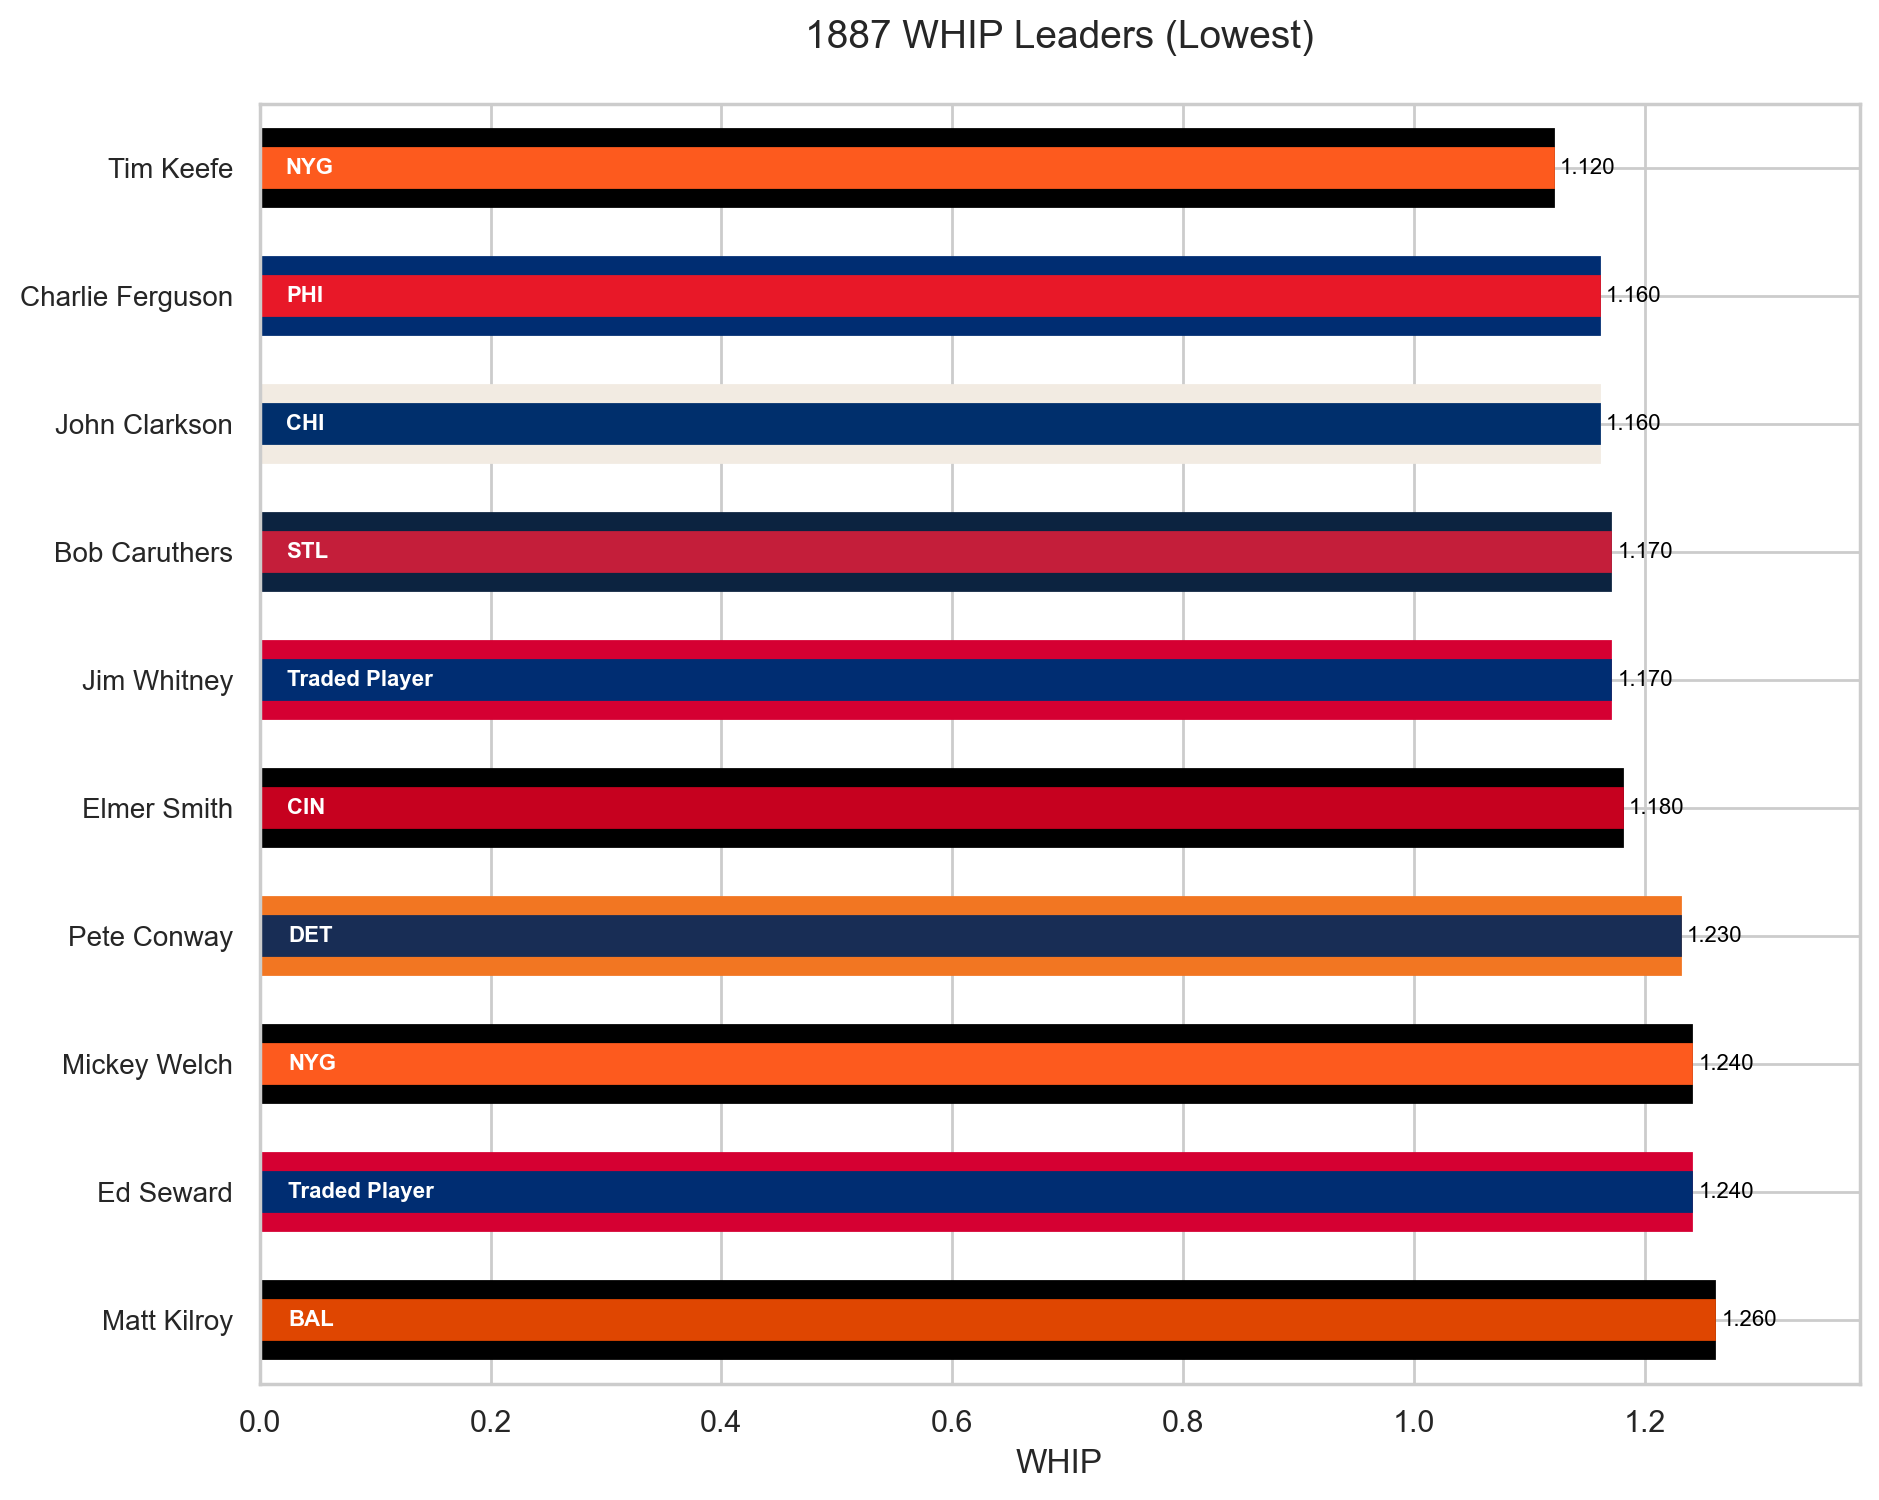 1887 WHIP Leaders (Lowest)
Tim Keefe NYG 1.120
Charlie Ferguson PHI 1.160
John Clarkson CHI 1.160
Bob Caruthers STL 1.170
Jim Whitney Traded Player 1.170
Elmer Smith CIN 1.180
Pete Conway DET 1.230
Mickey Welch NYG 1.240
Ed Seward Traded Player 1.240
Matt Kilroy BAL 1.260
0.0 0.2 0.4 0.6 0.8 1.0 1.2
WHIP